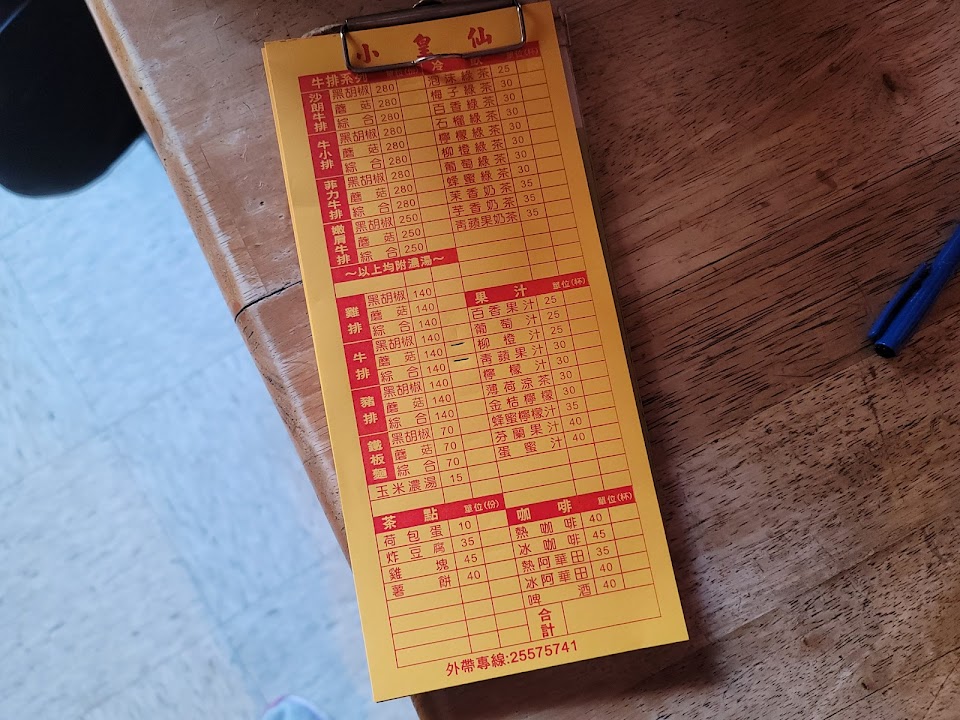 小皇仙
牛排系列
沙朗牛排
黑胡椒 280
蘑菇 280
綜合 280
牛小排
黑胡椒 280
蘑菇 280
綜合 280
菲力牛排
黑胡椒 280
蘑菇 280
綜合 280
嫩肩牛排
黑胡椒 250
蘑菇 250
綜合 250
～以上均附濃湯～
雞排
黑胡椒 140
蘑菇 140
綜合 140
牛排
黑胡椒 140
蘑菇 140
綜合 140
豬排
黑胡椒 140
蘑菇 140
綜合 140
鐵板麵
黑胡椒 70
蘑菇 70
綜合 70
玉米濃湯 15
茶點 單位(份)
荷包蛋 10
炸豆腐 35
雞塊 45
薯餅 40
冷
泡沫綠茶 25
梅子綠茶 30
百香綠茶 30
石榴綠茶 30
檸檬綠茶 30
柳橙綠茶 30
葡萄綠茶 30
蜂蜜綠茶 30
茉香奶茶 35
芋香奶茶 35
青蘋果奶茶 35
果汁 單位(杯)
百香果汁 25
葡萄汁 25
柳橙汁 25
青蘋果汁 30
檸檬汁 30
薄荷涼茶 30
金桔檸檬 30
蜂蜜檸檬汁 35
芬蘭果汁 40
蛋蜜汁 40
咖啡 單位(杯)
熱咖啡 40
冰咖啡 45
熱阿華田 35
冰阿華田 40
啤酒 40
合計
外帶專線:25575741